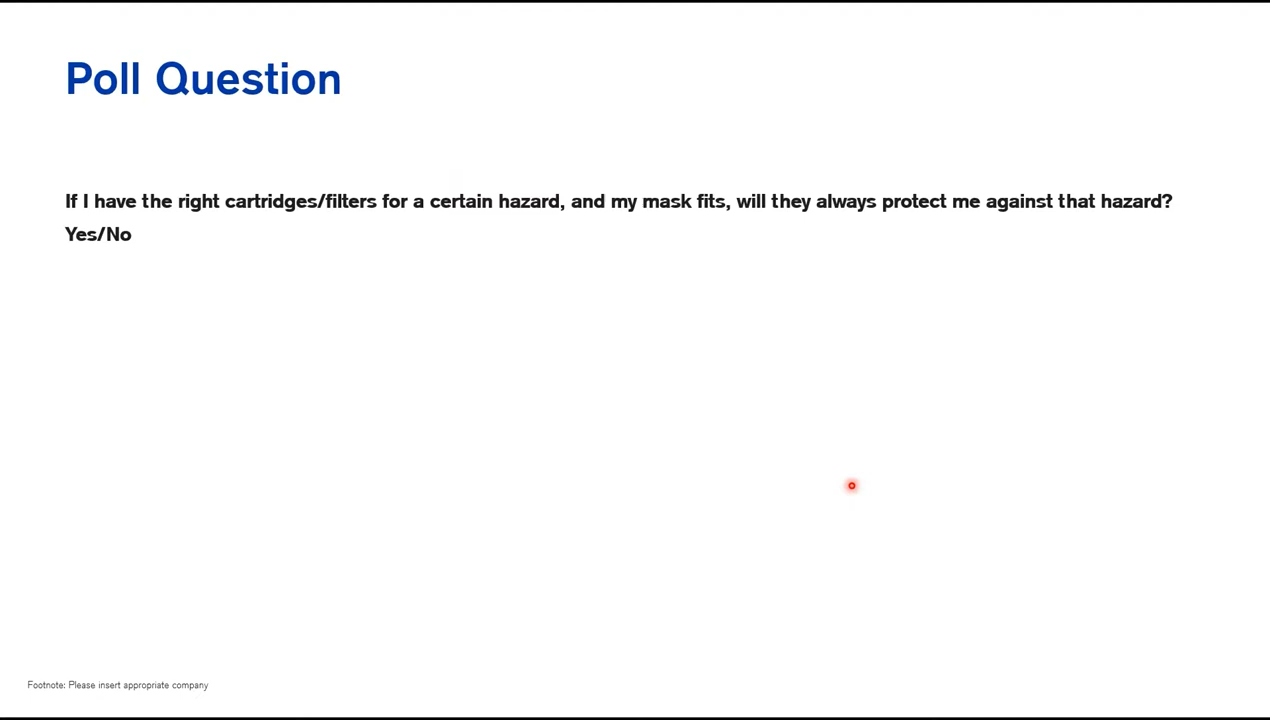 Poll Question
If I have the right cartridges/filters for a certain hazard, and my mask fits, will they always protect me against that hazard?
Yes/No
Footnote: Please insert appropriate company